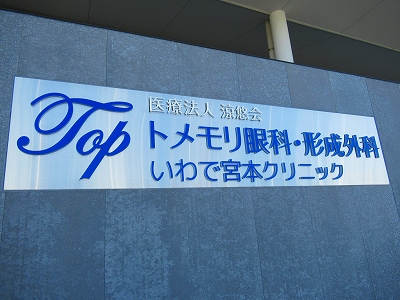 Top
医療法人 涼悠会
トメモリ眼科・形成外科
いわで宮本クリニック